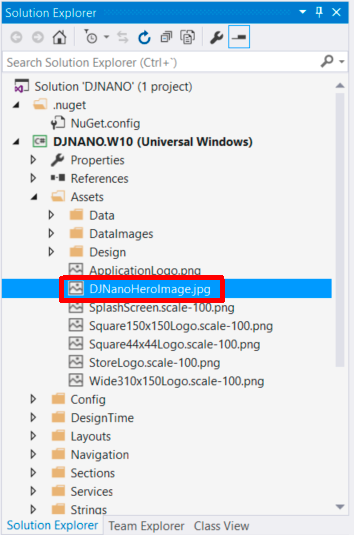 Solution Explorer
Search Solution Explorer (Ctrl+¨)
Solution 'DJNANO' (1 project)
.nuget
NuGet.config
DJNANO.W10 (Universal Windows)
Properties
References
Assets
Data
DataImages
Design
ApplicationLogo.png
DJNanoHeroImage.jpg
SplashScreen.scale-100.png
Square150x150Logo.scale-100.png
Square44x44Logo.scale-100.png
StoreLogo.scale-100.png
Wide310x150Logo.scale-100.png
Config
DesignTime
Layouts
Navigation
Sections
Services
Strings
Solution Explorer Team Explorer Class View